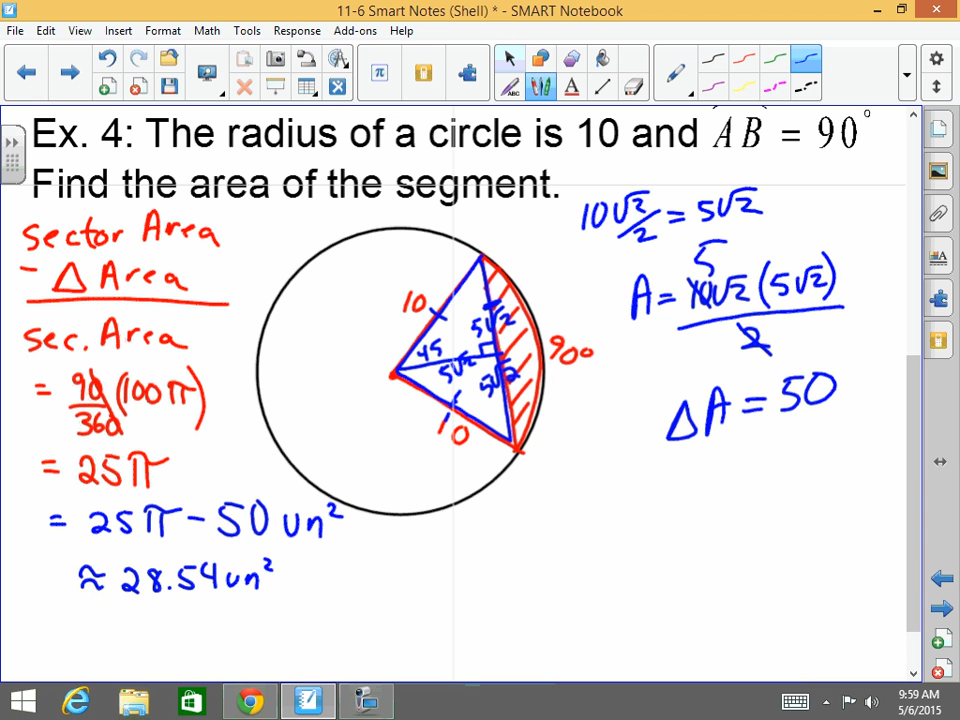 11-6 Smart Notes (Shell) * - SMART Notebook
File Edit View Insert Format Math Tools Response Add-ons Help
Ex. 4: The radius of a circle is 10 and AB = 90°
Find the area of the segment.
sector Area
- Δ Area
sec. Area
= 90/360 (100π)
= 25π
= 25π - 50 un²
≈ 28.54 un²
10
45
5√2
5√2
5√2
10
90°
10√2/2 = 5√2
5
A = 10√2 (5√2)
2
ΔA = 50
9:59 AM
5/6/2015